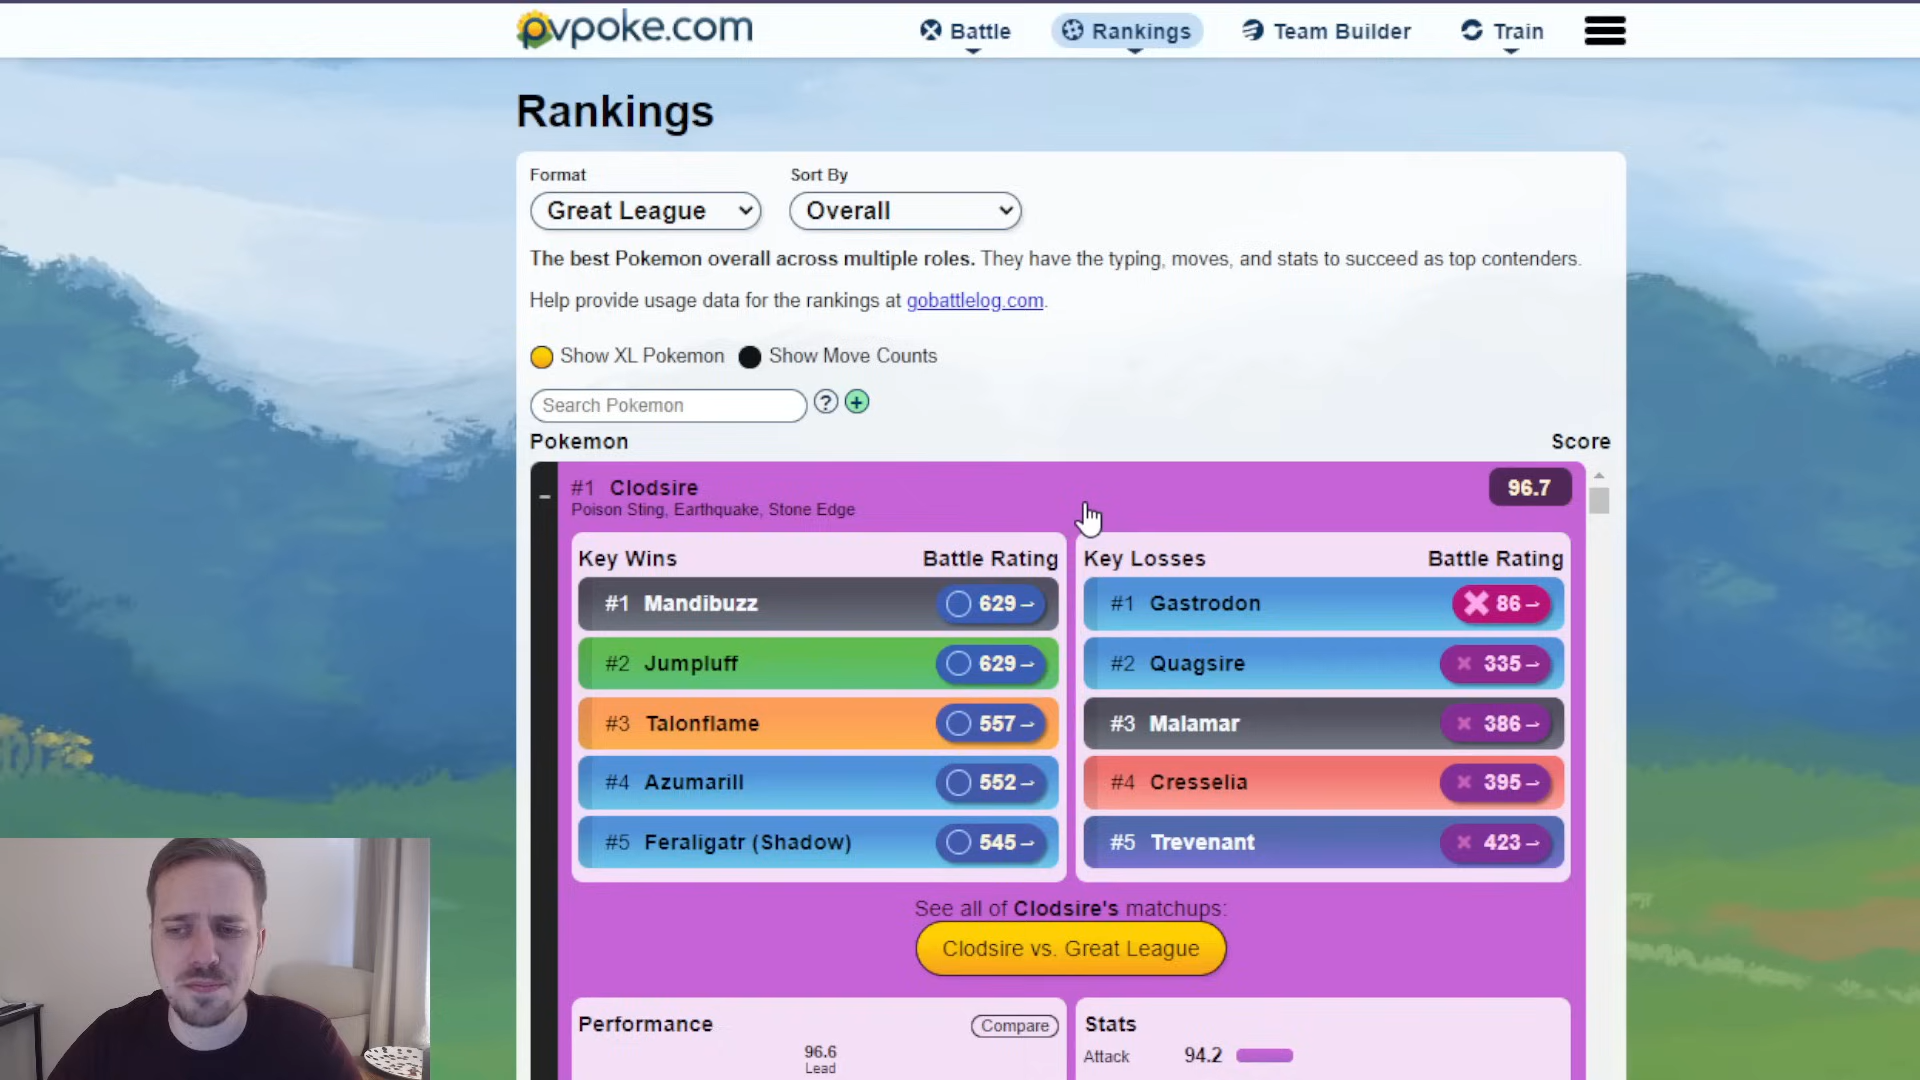 pvpoke.com
Battle
Rankings
Team Builder
Train
Rankings
Format
Sort By
Great League
Overall
The best Pokemon overall across multiple roles. They have the typing, moves, and stats to succeed as top contenders.
Help provide usage data for the rankings at gobattlelog.com.
Show XL Pokemon
Show Move Counts
Search Pokemon
?
+
Pokemon
Score
#1 Clodsire
96.7
Poison Sting, Earthquake, Stone Edge
Key Wins
Battle Rating
#1 Mandibuzz
629
#2 Jumpluff
629
#3 Talonflame
557
#4 Azumarill
552
#5 Feraligatr (Shadow)
545
Key Losses
Battle Rating
#1 Gastrodon
86
#2 Quagsire
335
#3 Malamar
386
#4 Cresselia
395
#5 Trevenant
423
See all of Clodsire's matchups:
Clodsire vs. Great League
Performance
Compare
96.6
Lead
Stats
Attack
94.2